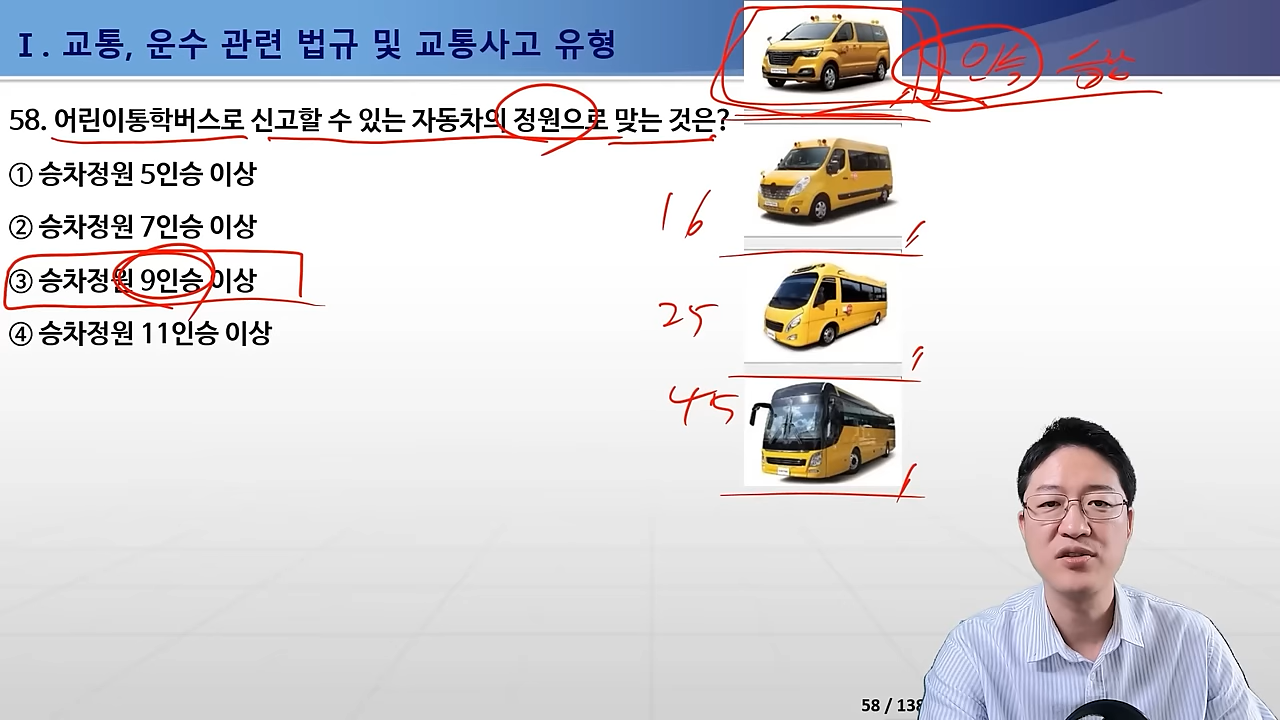 Ⅰ. 교통, 운수 관련 법규 및 교통사고 유형
58. 어린이통학버스로 신고할 수 있는 자동차의 정원으로 맞는 것은?
① 승차정원 5인승 이상
② 승차정원 7인승 이상
③ 승차정원 9인승 이상
④ 승차정원 11인승 이상
16
25
45
58 / 138